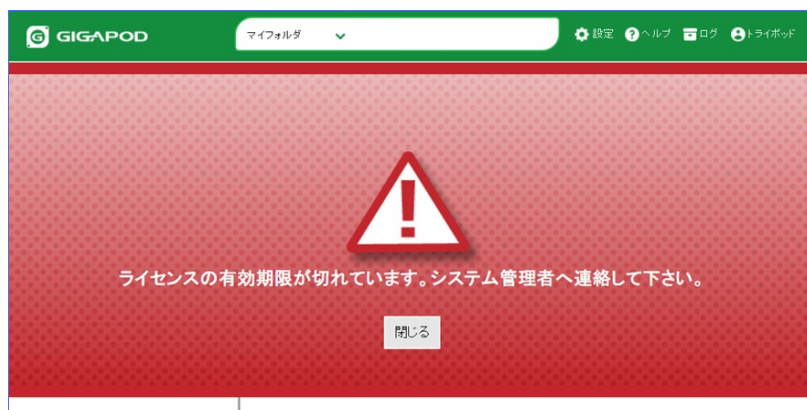 GIGAPOD
マイフォルダ
設定
ヘルプ
ログ
トライポッド
ライセンスの有効期限が切れています。システム管理者へ連絡して下さい。
閉じる